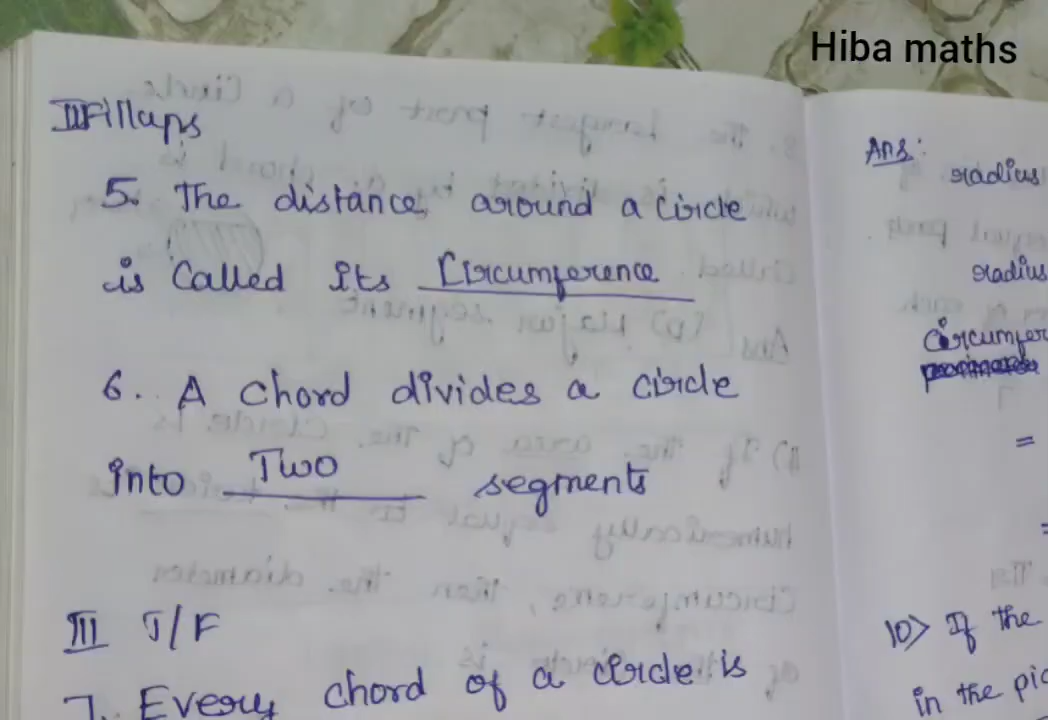 Hiba maths
II Fillups
5. The distance around a circle
is called its Circumference
6. A chord divides a circle
into Two segments
III T/F
7. Every chord of a circle is
Ans:
radius
radius
circumfer
=
=
10> If the
in the pic